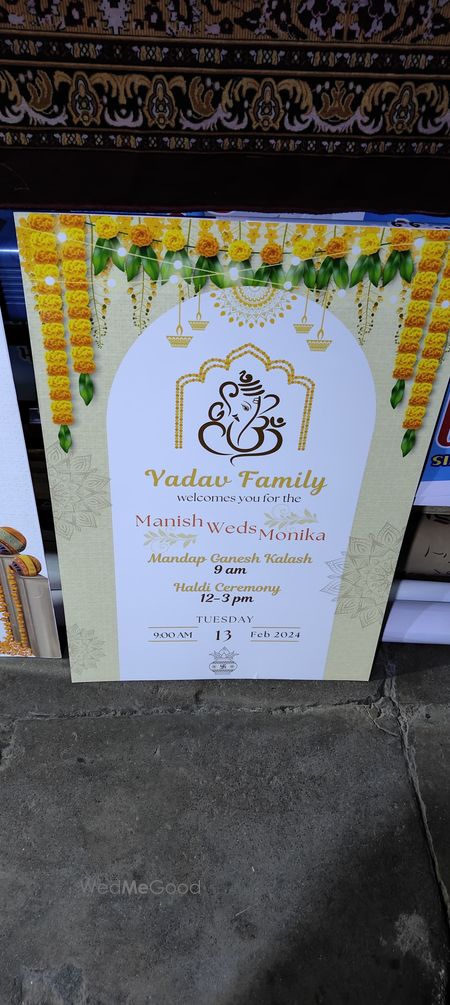 Yadav Family
welcomes you for the
Manish Weds Monika
Mandap Ganesh Kalash
9 am
Haldi Ceremony
12-3 pm
TUESDAY
9:00 AM 13 Feb 2024
SI
WedMeGood